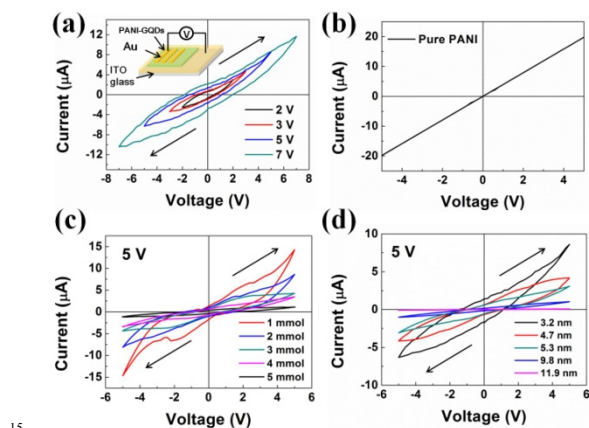 (a)
PANI-GQDs
Au
ITO
glass
V
Current (μA)
12
8
4
0
-4
-8
-12
2 V
3 V
5 V
7 V
-8 -6 -4 -2 0 2 4 6 8
Voltage (V)
(b)
Pure PANI
Current (μA)
20
10
0
-10
-20
-4 -2 0 2 4
Voltage (V)
(c)
5 V
Current (μA)
15
10
5
0
-5
-10
-15
1 mmol
2 mmol
3 mmol
4 mmol
5 mmol
-6 -4 -2 0 2 4 6
Voltage (V)
(d)
5 V
Current (μA)
10
5
0
-5
-10
3.2 nm
4.7 nm
5.3 nm
9.8 nm
11.9 nm
-6 -4 -2 0 2 4 6
Voltage (V)
15